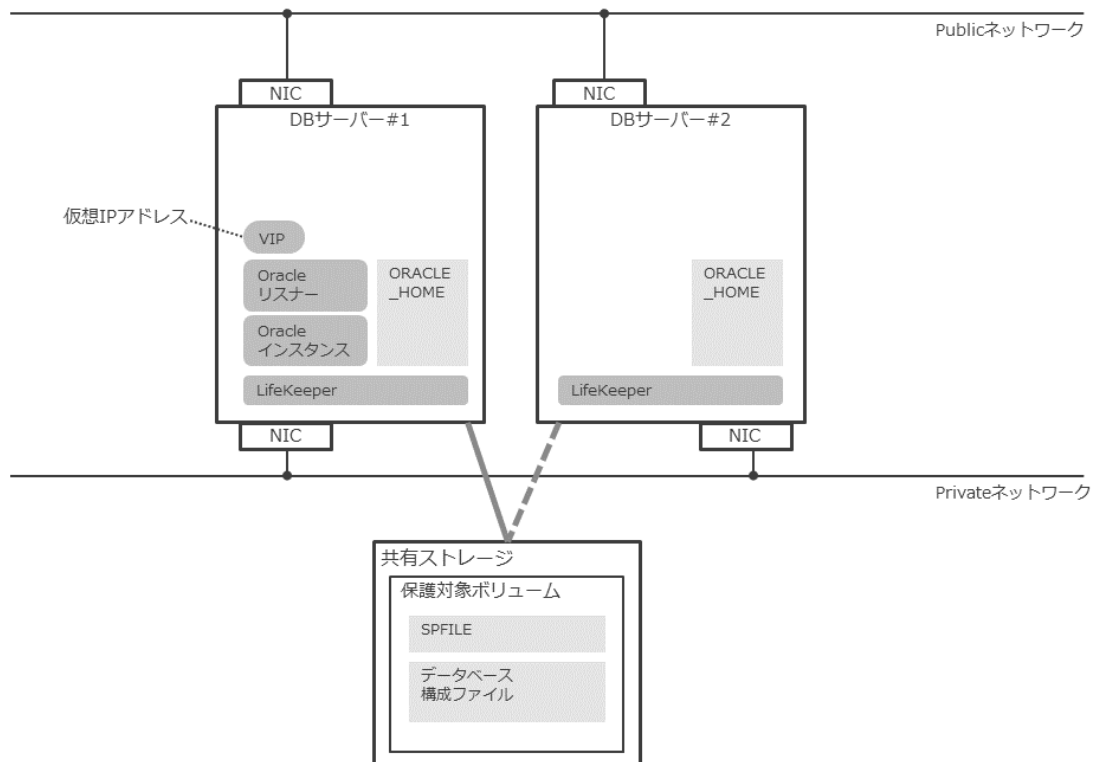 Publicネットワーク
NIC
NIC
DBサーバー#1
DBサーバー#2
仮想IPアドレス
VIP
Oracle
リスナー
ORACLE
_HOME
ORACLE
_HOME
Oracle
インスタンス
LifeKeeper
LifeKeeper
NIC
NIC
Privateネットワーク
共有ストレージ
保護対象ボリューム
SPFILE
データベース
構成ファイル